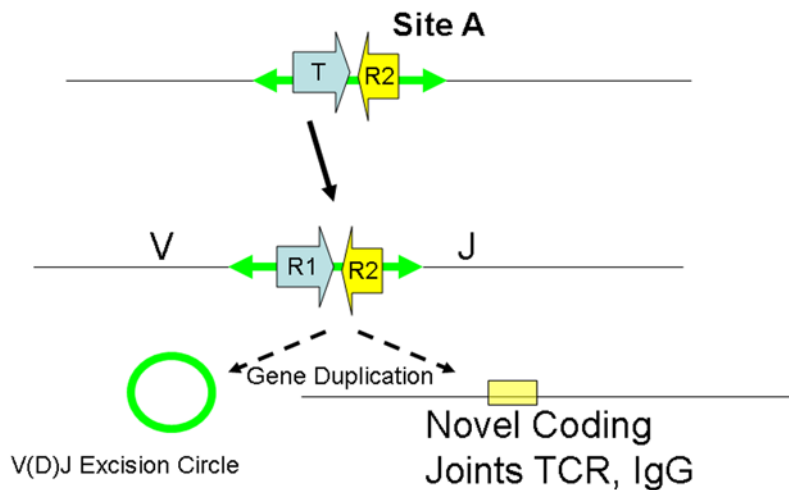 Site A
T
R2
V
J
R1
R2
Gene Duplication
Novel Coding
Joints TCR, IgG
V(D)J Excision Circle